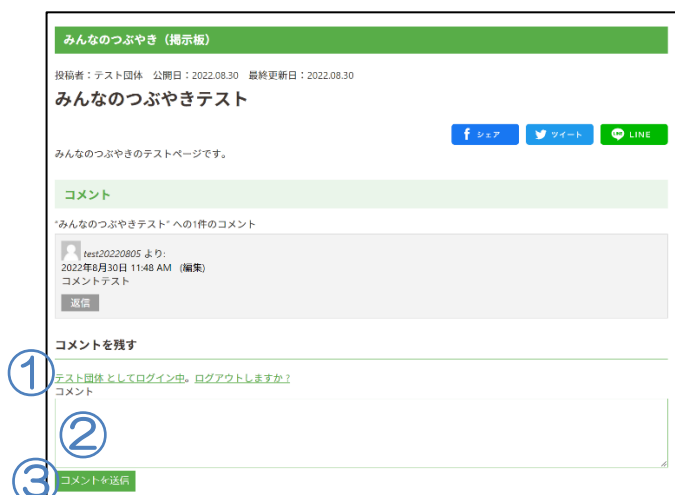 みんなのつぶやき（掲示板）
投稿者：テスト団体　公開日：2022.08.30　最終更新日：2022.08.30
みんなのつぶやきテスト
f シェア ツイート LINE
みんなのつぶやきのテストページです。
コメント
“みんなのつぶやきテスト” への1件のコメント
test20220805 より:
2022年8月30日 11:48 AM (編集)
コメントテスト
返信
コメントを残す
① テスト団体 としてログイン中。ログアウトしますか ?
コメント
②
③ コメントを送信